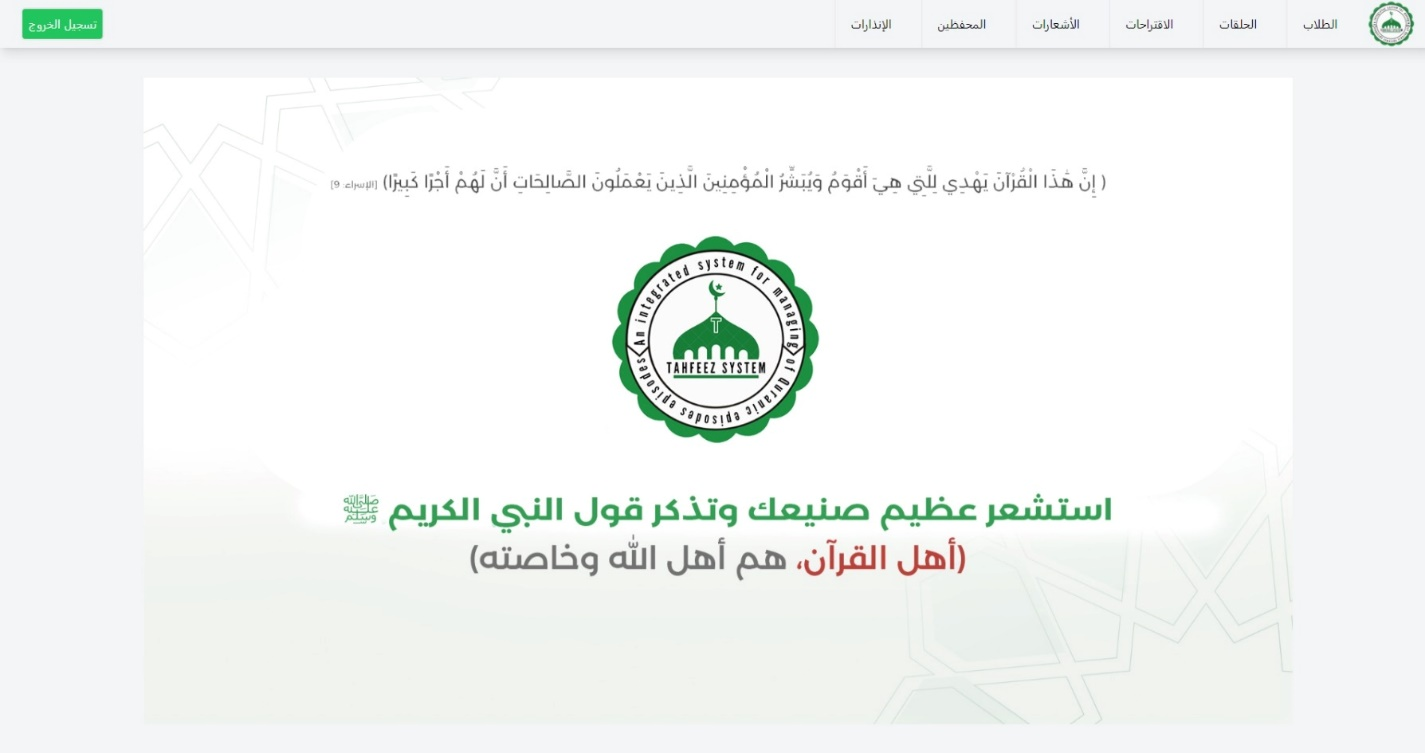 الطلاب
الحلقات
الاقتراحات
الأشعارات
المحفظين
الإنذارات
تسجيل الخروج
( إِنَّ هَٰذَا الْقُرْآنَ يَهْدِي لِلَّتِي هِيَ أَقْوَمُ وَيُبَشِّرُ الْمُؤْمِنِينَ الَّذِينَ يَعْمَلُونَ الصَّالِحَاتِ أَنَّ لَهُمْ أَجْرًا كَبِيرًا) [الإسراء: 9]
An integrated system for managing of Quranic episodes episodes
T
TAHFEEZ SYSTEM
استشعر عظيم صنيعك وتذكر قول النبي الكريم ﷺ
(أهل القرآن، هم أهل الله وخاصته)